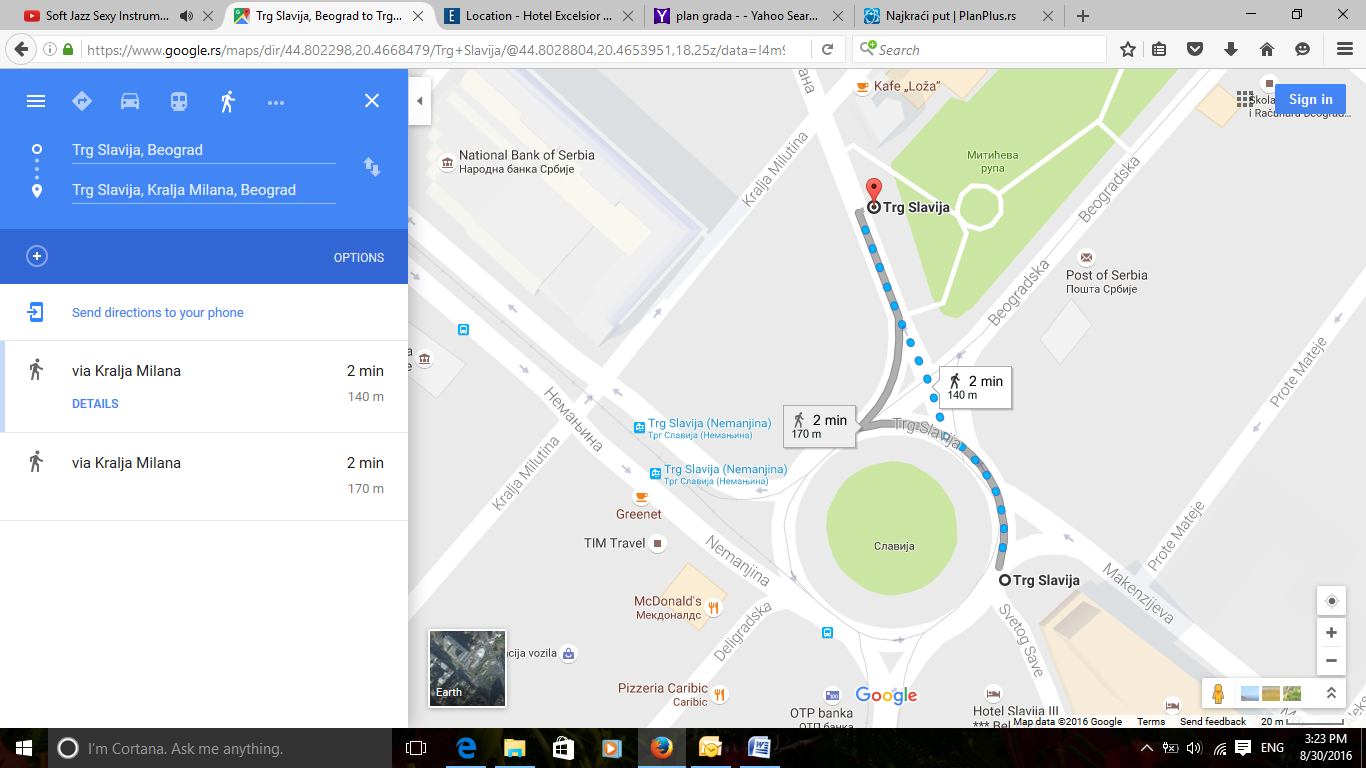 Soft Jazz Sexy Instrum...
Trg Slavija, Beograd to Trg...
Location - Hotel Excelsior ...
plan grada - - Yahoo Sear...
Najkraći put | PlanPlus.rs
https://www.google.rs/maps/dir/44.802298,20.4668479/Trg+Slavija/@44.8028804,20.4653951,18.25z/data=!4m9
Search
Trg Slavija, Beograd
Trg Slavija, Kralja Milana, Beograd
OPTIONS
Send directions to your phone
via Kralja Milana
2 min
140 m
DETAILS
via Kralja Milana
2 min
170 m
Kafe „Loža“
Sign in
Škola
i Računara Beograd...
National Bank of Serbia
Народна банка Србије
Kralja Milutina
Митићева
рупа
Beogradska
Trg Slavija
Post of Serbia
Пошта Србије
Beogradska
Prote Mateje
2 min
140 m
2 min
170 m
Trg Slavija
Немањина
Trg Slavija (Nemanjina)
Трг Славија (Немањина)
Trg Slavija (Nemanjina)
Трг Славија (Немањина)
Kralja Milutina
Greenet
TIM Travel
Славија
Prote Mateje
Nemanjina
Trg Slavija
Makenzijeva
McDonald's
Мекдоналдс
Deligradska
Svetog Save
cija vozila
Earth
Pizzeria Caribic
Caribic
OTP banka
ОТП банка
Google
Hotel Slavija III
*** Bel
Map data ©2016 Google
Terms
Send feedback
20 m
I'm Cortana. Ask me anything.
ENG
3:23 PM
8/30/2016